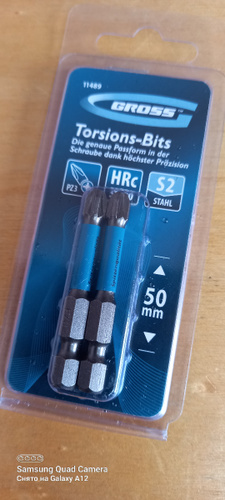 11489
GROSS
Torsions-Bits
Die genaue Passform in der
Schraube dank höchster Präzision
PZ3
HRc
S2
STAHL
50
mm
Samsung Quad Camera
Снято на Galaxy A12